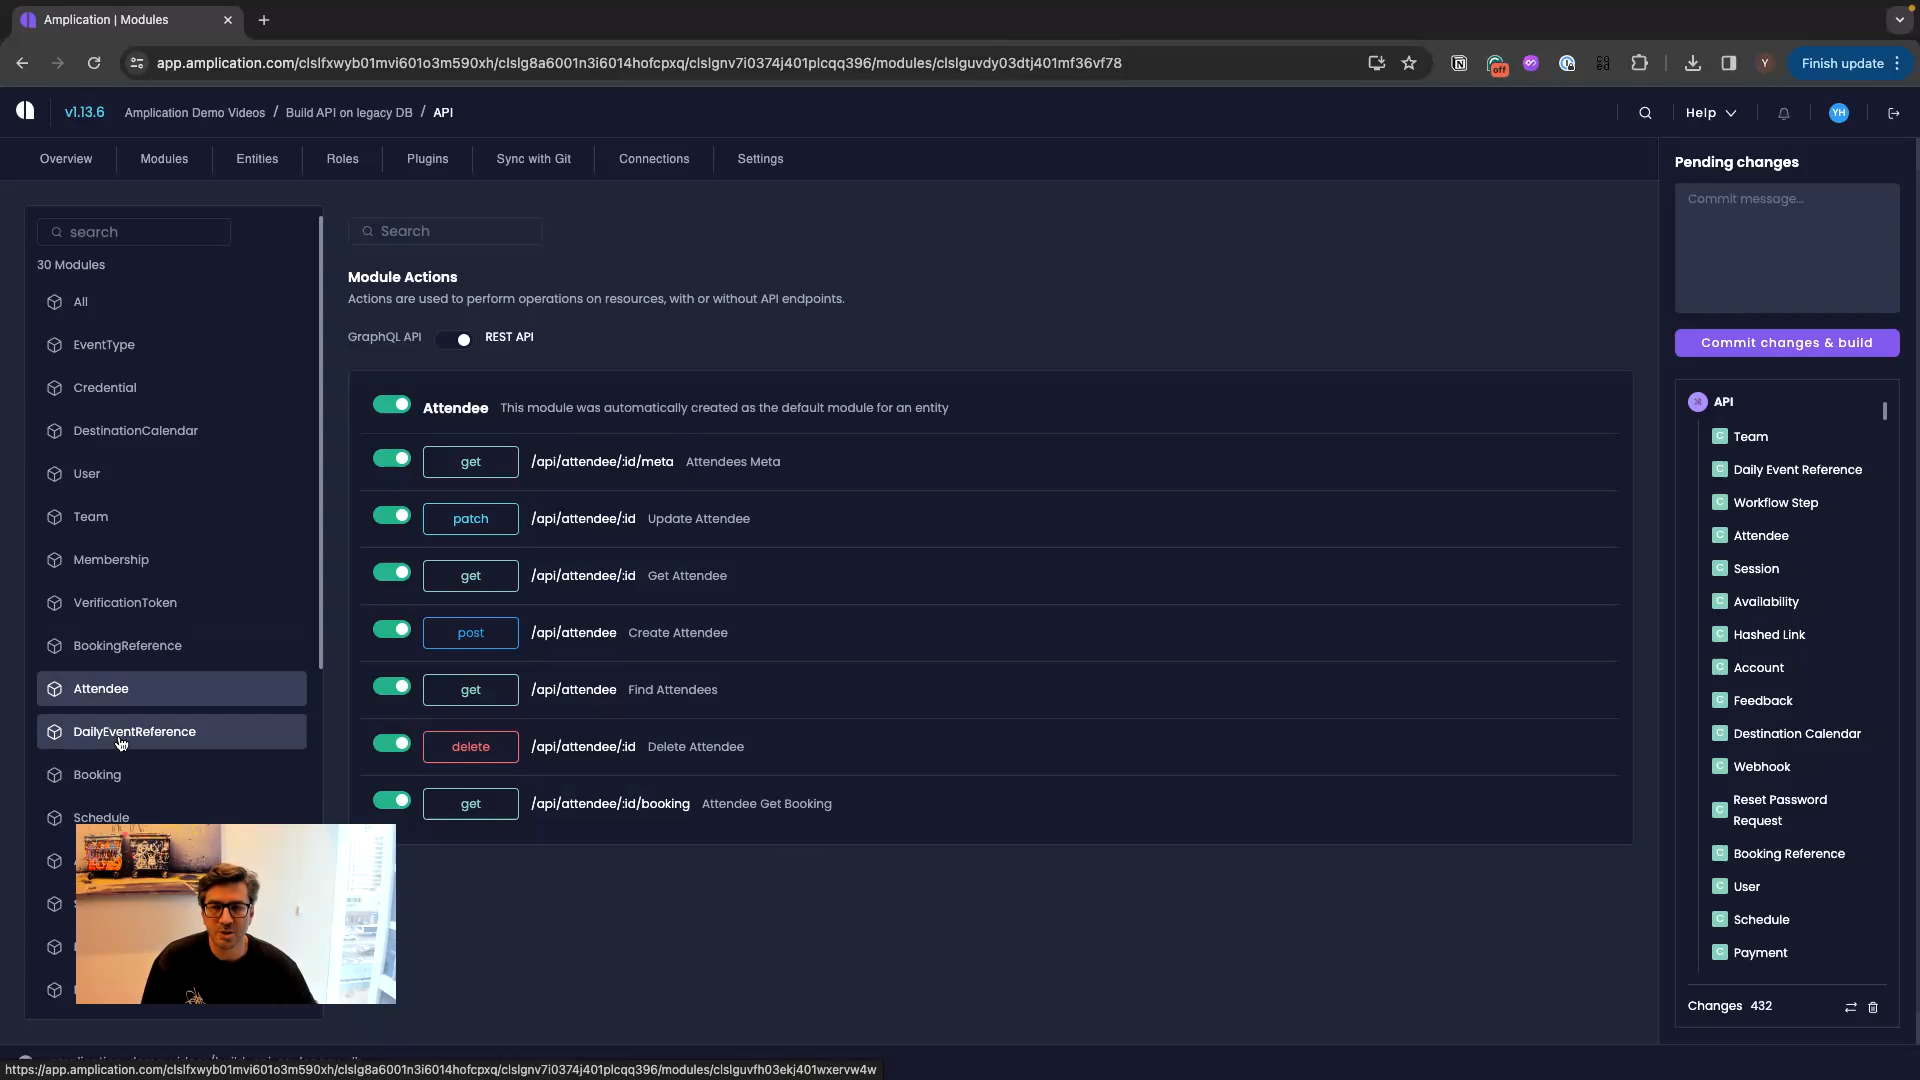 Amplication | Modules
app.amplication.com/clslfxwyb01mvi601o3m590xh/clslg8a6001n3i6014hofcpxq/clslgnv7i0374j401plcqq396/modules/clslguvdy03dtj401mf36vf78
off
Y
Finish update
v1.13.6
Amplication Demo Videos / Build API on legacy DB / API
Help
YH
Overview
Modules
Entities
Roles
Plugins
Sync with Git
Connections
Settings
search
30 Modules
All
EventType
Credential
DestinationCalendar
User
Team
Membership
VerificationToken
BookingReference
Attendee
DailyEventReference
Booking
Schedule
Search
Module Actions
Actions are used to perform operations on resources, with or without API endpoints.
GraphQL API
REST API
Attendee This module was automatically created as the default module for an entity
get /api/attendee/:id/meta Attendees Meta
patch /api/attendee/:id Update Attendee
get /api/attendee/:id Get Attendee
post /api/attendee Create Attendee
get /api/attendee Find Attendees
delete /api/attendee/:id Delete Attendee
get /api/attendee/:id/booking Attendee Get Booking
Pending changes
Commit message...
Commit changes & build
API
C Team
C Daily Event Reference
C Workflow Step
C Attendee
C Session
C Availability
C Hashed Link
C Account
C Feedback
C Destination Calendar
C Webhook
C Reset Password
Request
C Booking Reference
C User
C Schedule
C Payment
Changes 432
https://app.amplication.com/clslfxwyb01mvi601o3m590xh/clslg8a6001n3i6014hofcpxq/clslgnv7i0374j401plcqq396/modules/clslguvfh03ekj401wxervw4w